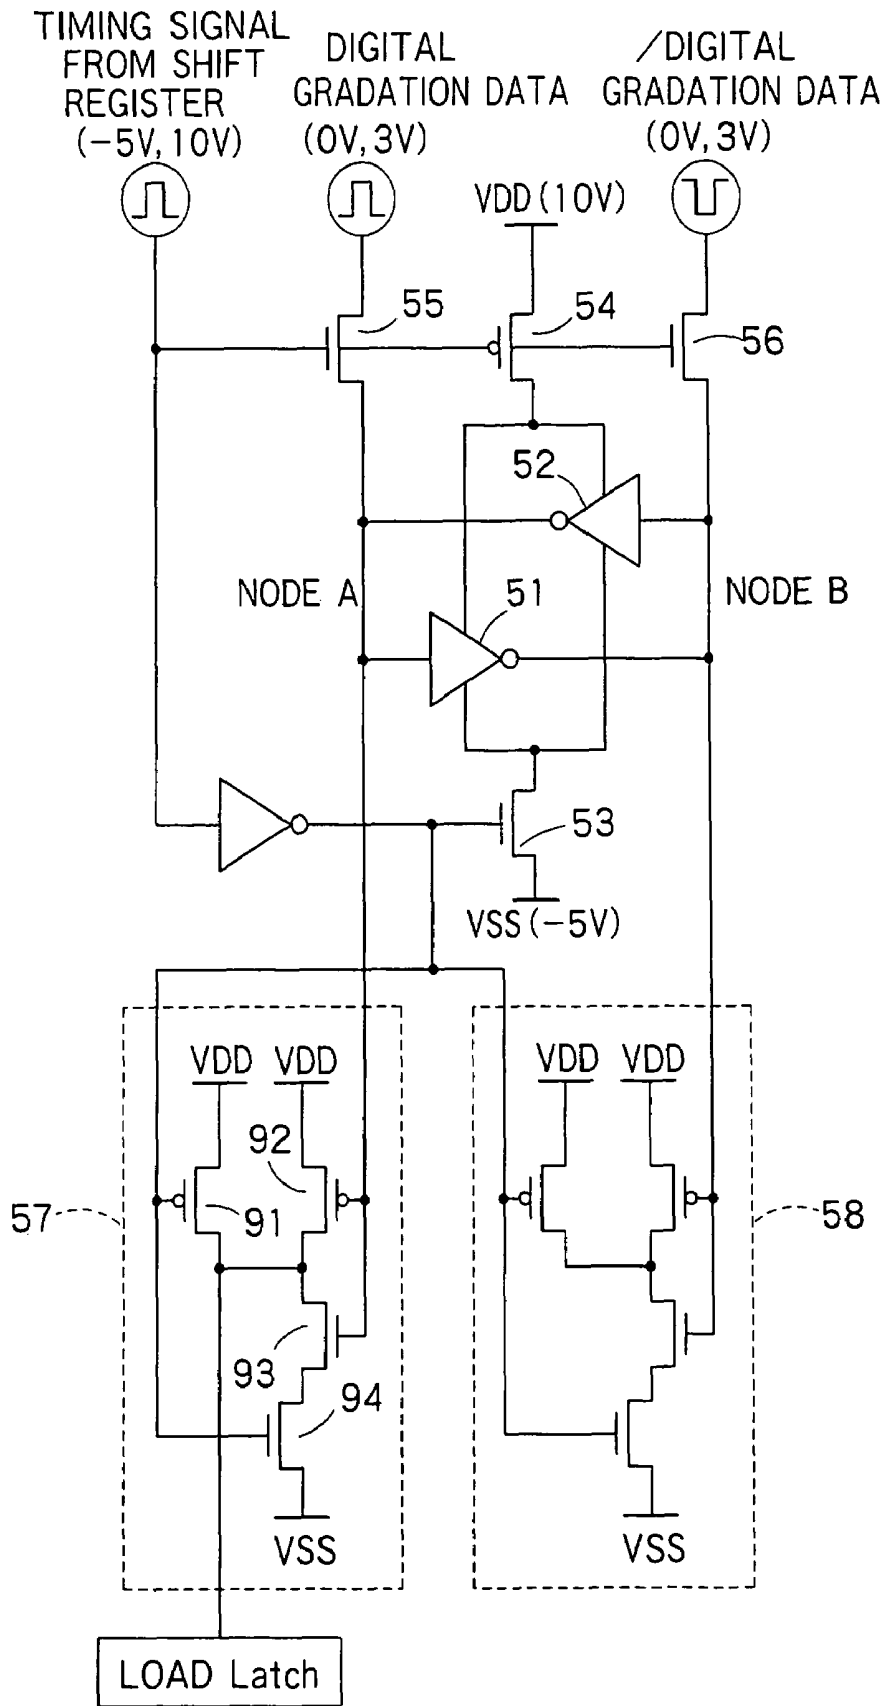 TIMING SIGNAL
FROM SHIFT
REGISTER
(−5V, 10V)
DIGITAL
GRADATION DATA
(0V, 3V)
/DIGITAL
GRADATION DATA
(0V, 3V)
VDD (10V)
55
54
56
52
NODE A
51
NODE B
53
VSS (−5V)
VDD VDD
92
57
91
93
94
VSS
VDD VDD
58
VSS
LOAD Latch